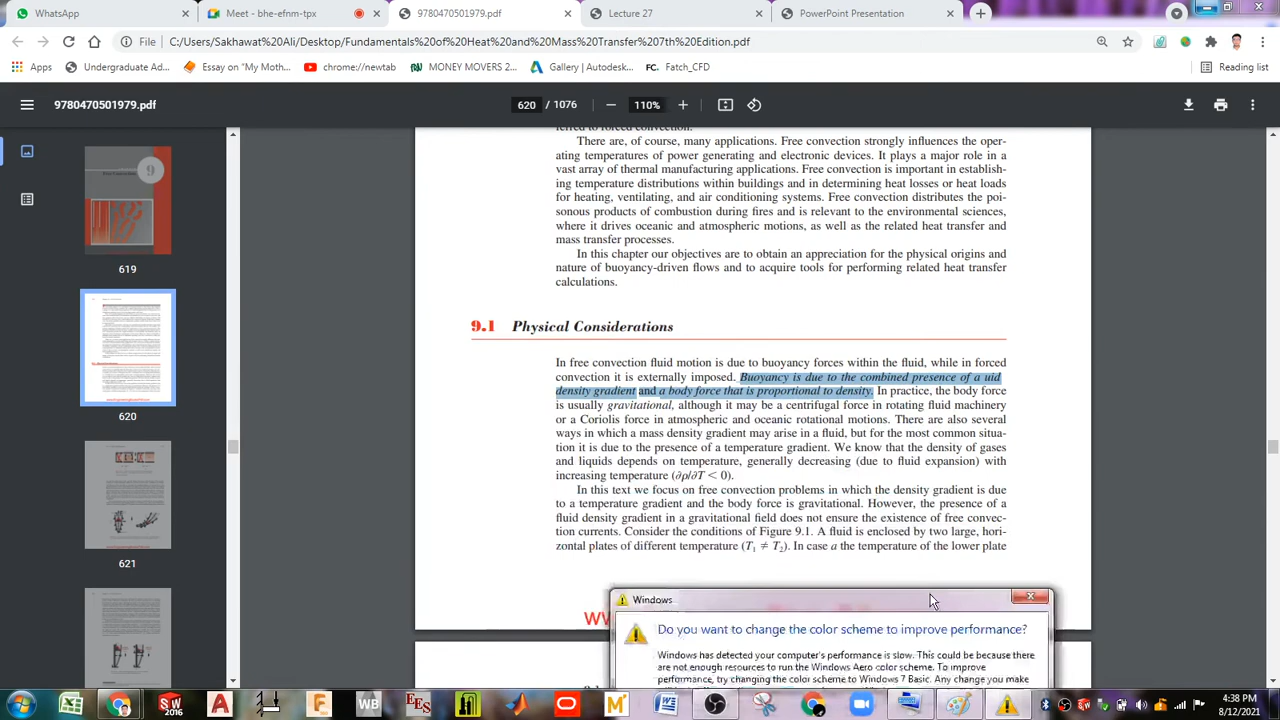 WhatsApp
Meet - bhe-efnm-tpx
9780470501979.pdf
Lecture 27
PowerPoint Presentation
File
C:/Users/Sakhawat%20Ali/Desktop/Fundamentals%20of%20Heat%20and%20Mass%20Transfer%207th%20Edition.pdf
Apps
Undergraduate Ad...
Essay on "My Moth...
chrome://newtab
MONEY MOVERS 2...
Gallery | Autodesk...
FC. Fatch_CFD
Reading list
9780470501979.pdf
620 / 1076
110%
ferred to forced convection.
There are, of course, many applications. Free convection strongly influences the oper-
ating temperatures of power generating and electronic devices. It plays a major role in a
vast array of thermal manufacturing applications. Free convection is important in establish-
ing temperature distributions within buildings and in determining heat losses or heat loads
for heating, ventilating, and air conditioning systems. Free convection distributes the poi-
sonous products of combustion during fires and is relevant to the environmental sciences,
where it drives oceanic and atmospheric motions, as well as the related heat transfer and
mass transfer processes.
In this chapter our objectives are to obtain an appreciation for the physical origins and
nature of buoyancy-driven flows and to acquire tools for performing related heat transfer
calculations.
9.1 Physical Considerations
In free convection fluid motion is due to buoyancy forces within the fluid, while in forced
convection it is externally imposed. Buoyancy is due to the combined presence of a uid
density gradient and a body force that is proportional to density. In practice, the body force
is usually gravitational, although it may be a centrifugal force in rotating fluid machinery
or a Coriolis force in atmospheric and oceanic rotational motions. There are also several
ways in which a mass density gradient may arise in a fluid, but for the most common situa-
tion it is due to the presence of a temperature gradient. We know that the density of gases
and liquids depends on temperature, generally decreasing (due to fluid expansion) with
increasing temperature (∂ρ/∂T < 0).
In this text we focus on free convection problems in which the density gradient is due
to a temperature gradient and the body force is gravitational. However, the presence of a
fluid density gradient in a gravitational field does not ensure the existence of free convec-
tion currents. Consider the conditions of Figure 9.1. A fluid is enclosed by two large, hori-
zontal plates of different temperature (T₁ ≠ T₂). In case a the temperature of the lower plate
9
619
620
621
Windows
Do you want to change the color scheme to improve performance?
Windows has detected your computer's performance is slow. This could be because there
are not enough resources to run the Windows Aero color scheme. To improve
performance, try changing the color scheme to Windows 7 Basic. Any change you make
SW
2016
WB
EES
4:38 PM
8/12/2021